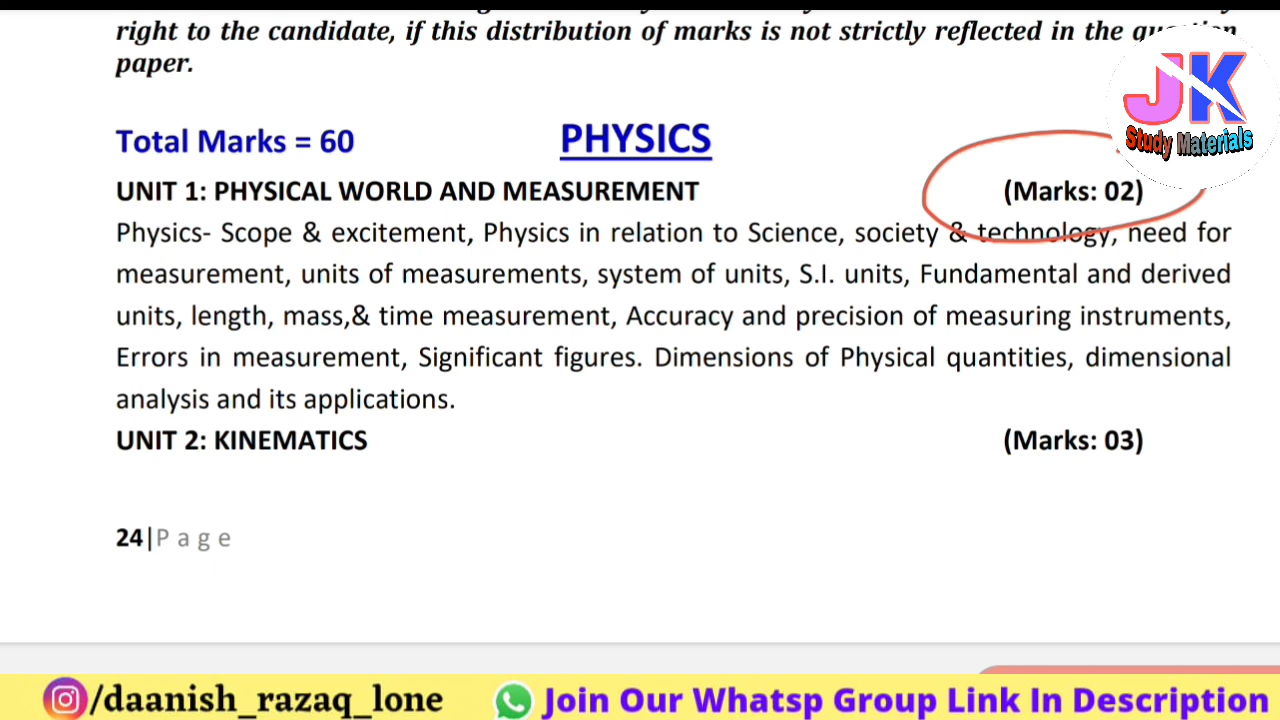 right to the candidate, if this distribution of marks is not strictly reflected in the question
paper.
JK
Study Materials
Total Marks = 60 PHYSICS
UNIT 1: PHYSICAL WORLD AND MEASUREMENT (Marks: 02)
Physics- Scope & excitement, Physics in relation to Science, society & technology, need for
measurement, units of measurements, system of units, S.I. units, Fundamental and derived
units, length, mass,& time measurement, Accuracy and precision of measuring instruments,
Errors in measurement, Significant figures. Dimensions of Physical quantities, dimensional
analysis and its applications.
UNIT 2: KINEMATICS (Marks: 03)
24|P a g e
/daanish_razaq_lone Join Our Whatsp Group Link In Description